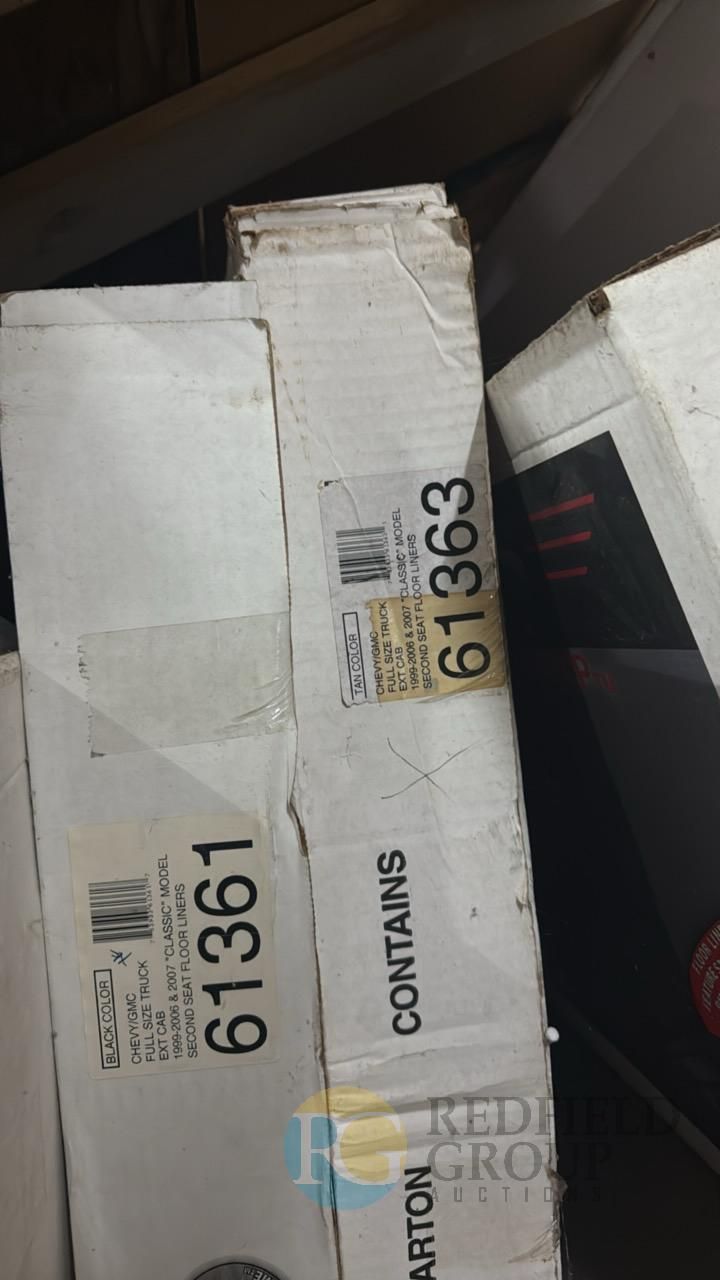 BLACK COLOR
CHEVY/GMC
FULL SIZE TRUCK
EXT CAB
1999-2006 & 2007 "CLASSIC" MODEL
SECOND SEAT FLOOR LINERS
61361
TAN COLOR
CHEVY/GMC
FULL SIZE TRUCK
EXT CAB
1999-2006 & 2007 "CLASSIC" MODEL
SECOND SEAT FLOOR LINERS
61363
CONTAINS
ARTON
RG REDFIELD
GROUP
AUCTIONS